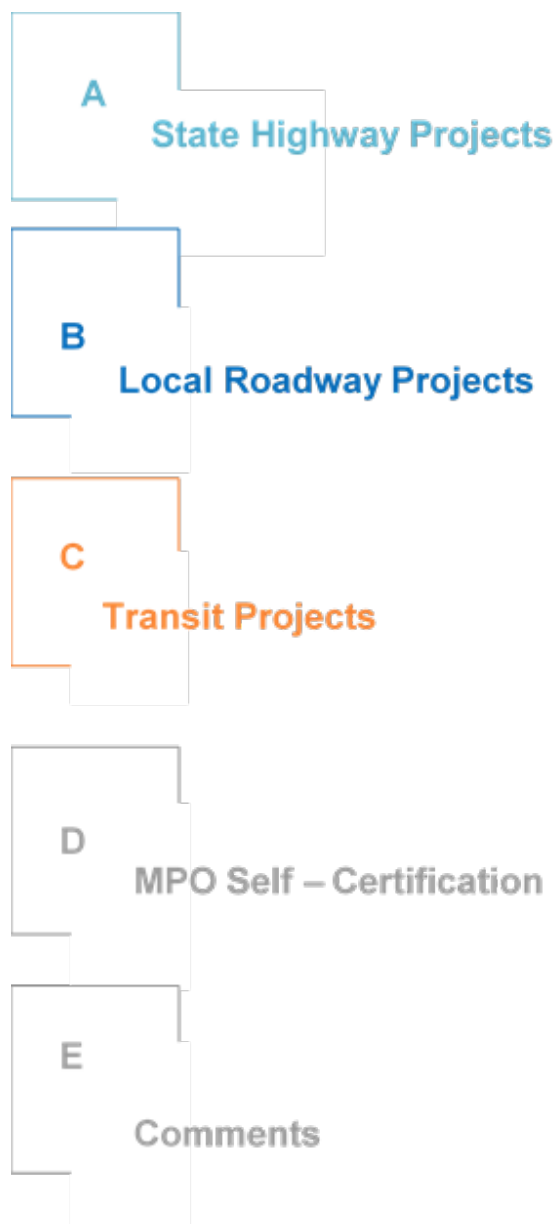 A
State Highway Projects
B
Local Roadway Projects
C
Transit Projects
D
MPO Self – Certification
E
Comments